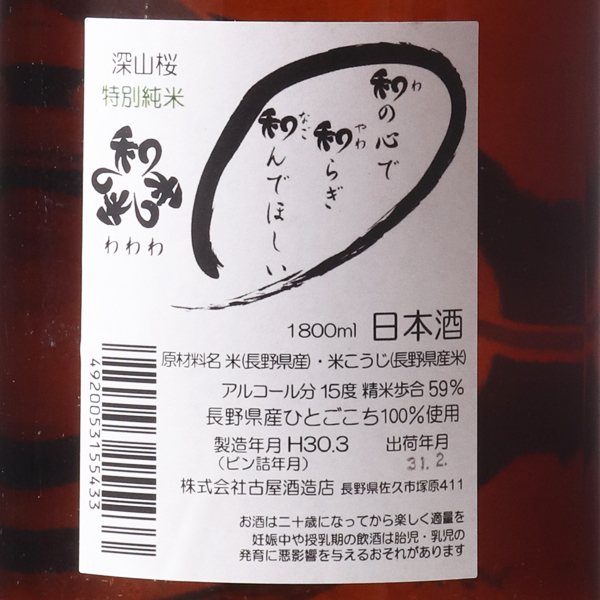 深山桜
特別純米
和和和
わわわ
和の心で
和らぎ
和んでほしい
わ
やわ
なご
1800ml 日本酒
原材料名 米(長野県産)・米こうじ(長野県産米)
アルコール分 15度 精米歩合 59%
長野県産ひとごこち100%使用
製造年月 H30.3 出荷年月
(ビン詰年月) 31.2.
株式会社古屋酒造店 長野県佐久市塚原411
お酒は二十歳になってから楽しく適量を
妊娠中や授乳期の飲酒は胎児・乳児の
発育に悪影響を与えるおそれがあります
4920053155433